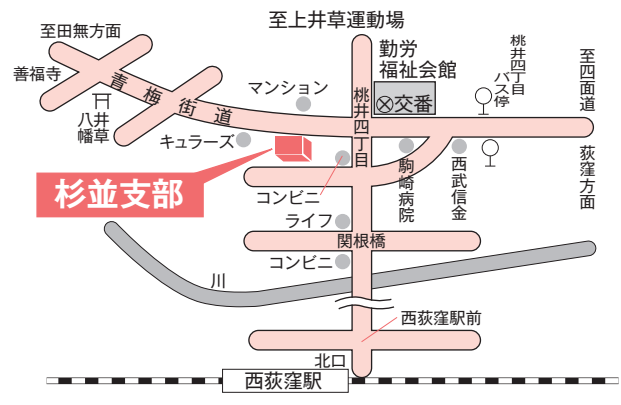 至上井草運動場
至田無方面
善福寺
青梅街道
八幡
井草
マンション
キュラーズ
勤労
福祉会館
交番
桃井四丁目
桃井四丁目
バス停
至四面道
荻窪方面
杉並支部
コンビニ
駒崎病院
西武信金
ライフ
関根橋
コンビニ
川
西荻窪駅前
北口
西荻窪駅